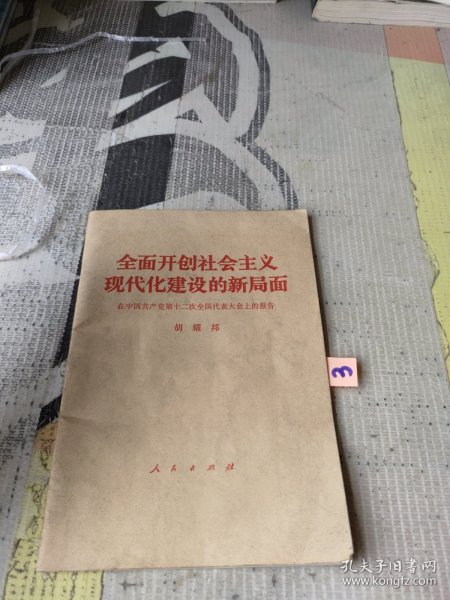 全面开创社会主义
现代化建设的新局面
在中国共产党第十二次全国代表大会上的报告
胡耀邦
人民出版社
3
孔夫子旧书网
www.kongfz.com